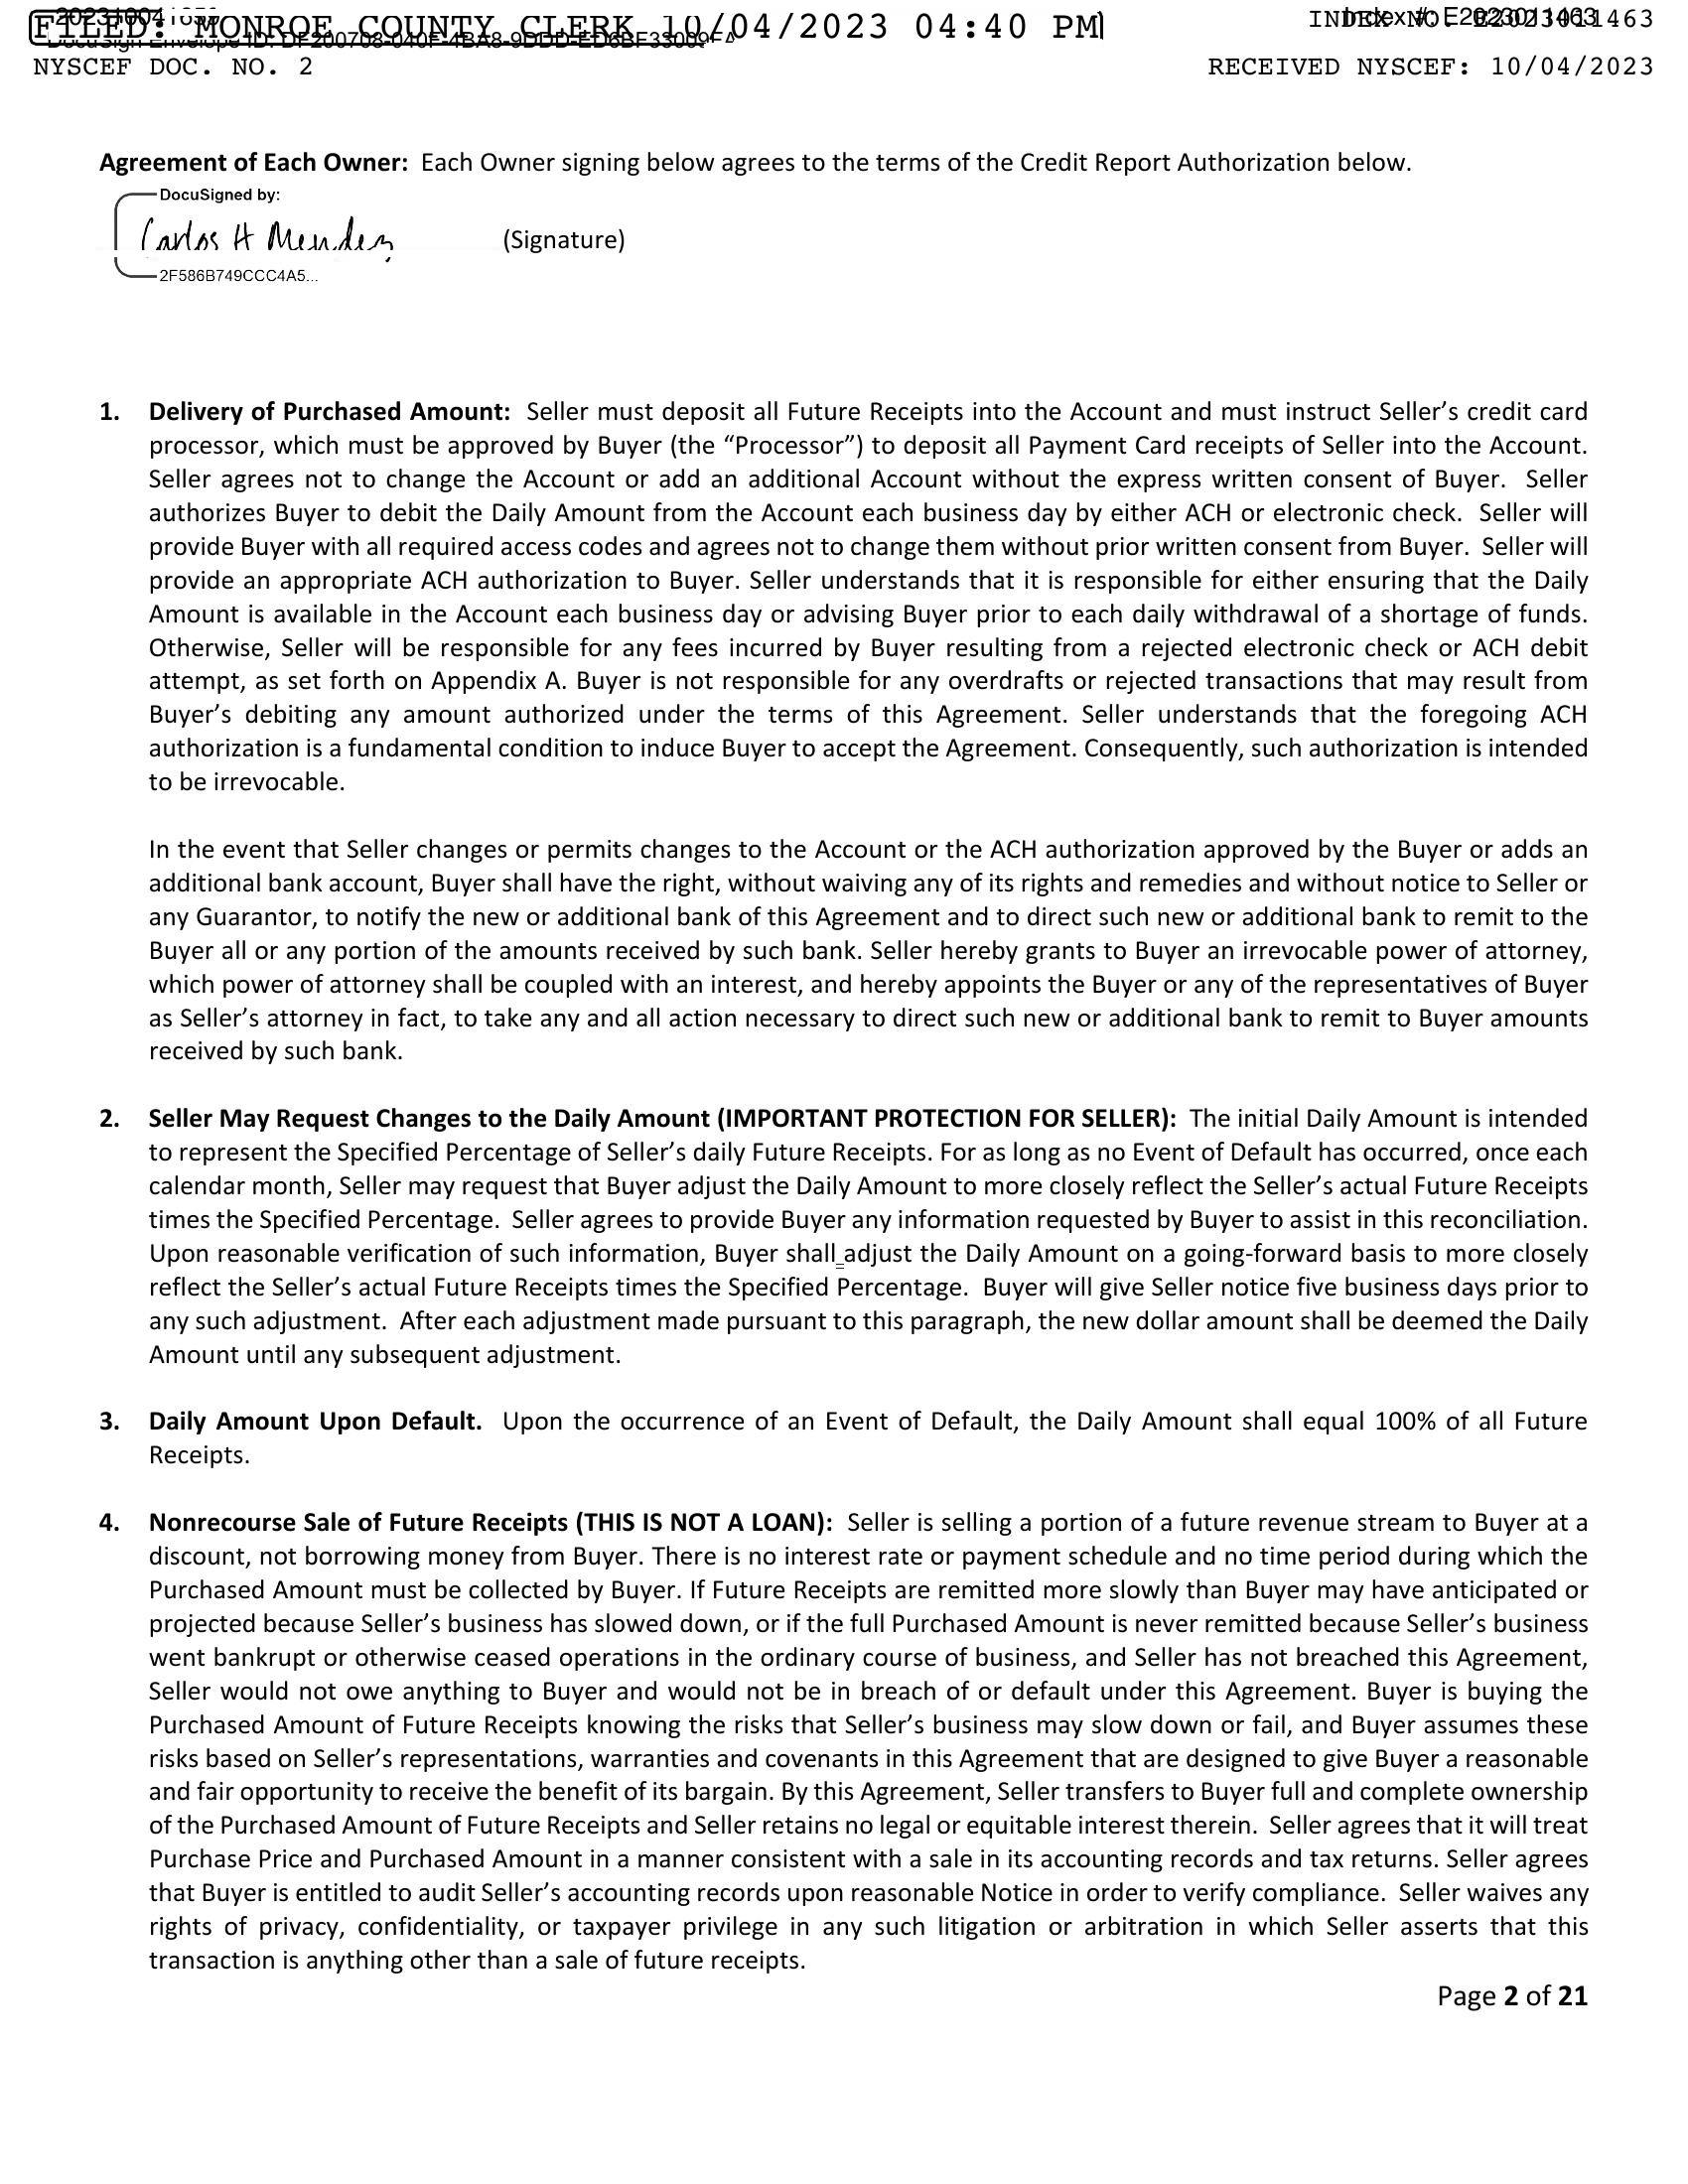 FILED: MONROE COUNTY CLERK 10/04/2023 04:40 PM
INDEX NO. E2023011463
Index #: E2023011463
NYSCEF DOC. NO. 2
RECEIVED NYSCEF: 10/04/2023
Agreement of Each Owner: Each Owner signing below agrees to the terms of the Credit Report Authorization below.
DocuSigned by:
Carlos H Mendez
(Signature)
2F586B749CCC4A5...
1. Delivery of Purchased Amount: Seller must deposit all Future Receipts into the Account and must instruct Seller’s credit card
processor, which must be approved by Buyer (the “Processor”) to deposit all Payment Card receipts of Seller into the Account.
Seller agrees not to change the Account or add an additional Account without the express written consent of Buyer. Seller
authorizes Buyer to debit the Daily Amount from the Account each business day by either ACH or electronic check. Seller will
provide Buyer with all required access codes and agrees not to change them without prior written consent from Buyer. Seller will
provide an appropriate ACH authorization to Buyer. Seller understands that it is responsible for either ensuring that the Daily
Amount is available in the Account each business day or advising Buyer prior to each daily withdrawal of a shortage of funds.
Otherwise, Seller will be responsible for any fees incurred by Buyer resulting from a rejected electronic check or ACH debit
attempt, as set forth on Appendix A. Buyer is not responsible for any overdrafts or rejected transactions that may result from
Buyer’s debiting any amount authorized under the terms of this Agreement. Seller understands that the foregoing ACH
authorization is a fundamental condition to induce Buyer to accept the Agreement. Consequently, such authorization is intended
to be irrevocable.
In the event that Seller changes or permits changes to the Account or the ACH authorization approved by the Buyer or adds an
additional bank account, Buyer shall have the right, without waiving any of its rights and remedies and without notice to Seller or
any Guarantor, to notify the new or additional bank of this Agreement and to direct such new or additional bank to remit to the
Buyer all or any portion of the amounts received by such bank. Seller hereby grants to Buyer an irrevocable power of attorney,
which power of attorney shall be coupled with an interest, and hereby appoints the Buyer or any of the representatives of Buyer
as Seller’s attorney in fact, to take any and all action necessary to direct such new or additional bank to remit to Buyer amounts
received by such bank.
2. Seller May Request Changes to the Daily Amount (IMPORTANT PROTECTION FOR SELLER): The initial Daily Amount is intended
to represent the Specified Percentage of Seller’s daily Future Receipts. For as long as no Event of Default has occurred, once each
calendar month, Seller may request that Buyer adjust the Daily Amount to more closely reflect the Seller’s actual Future Receipts
times the Specified Percentage. Seller agrees to provide Buyer any information requested by Buyer to assist in this reconciliation.
Upon reasonable verification of such information, Buyer shall adjust the Daily Amount on a going-forward basis to more closely
reflect the Seller’s actual Future Receipts times the Specified Percentage. Buyer will give Seller notice five business days prior to
any such adjustment. After each adjustment made pursuant to this paragraph, the new dollar amount shall be deemed the Daily
Amount until any subsequent adjustment.
3. Daily Amount Upon Default. Upon the occurrence of an Event of Default, the Daily Amount shall equal 100% of all Future
Receipts.
4. Nonrecourse Sale of Future Receipts (THIS IS NOT A LOAN): Seller is selling a portion of a future revenue stream to Buyer at a
discount, not borrowing money from Buyer. There is no interest rate or payment schedule and no time period during which the
Purchased Amount must be collected by Buyer. If Future Receipts are remitted more slowly than Buyer may have anticipated or
projected because Seller’s business has slowed down, or if the full Purchased Amount is never remitted because Seller’s business
went bankrupt or otherwise ceased operations in the ordinary course of business, and Seller has not breached this Agreement,
Seller would not owe anything to Buyer and would not be in breach of or default under this Agreement. Buyer is buying the
Purchased Amount of Future Receipts knowing the risks that Seller’s business may slow down or fail, and Buyer assumes these
risks based on Seller’s representations, warranties and covenants in this Agreement that are designed to give Buyer a reasonable
and fair opportunity to receive the benefit of its bargain. By this Agreement, Seller transfers to Buyer full and complete ownership
of the Purchased Amount of Future Receipts and Seller retains no legal or equitable interest therein. Seller agrees that it will treat
Purchase Price and Purchased Amount in a manner consistent with a sale in its accounting records and tax returns. Seller agrees
that Buyer is entitled to audit Seller’s accounting records upon reasonable Notice in order to verify compliance. Seller waives any
rights of privacy, confidentiality, or taxpayer privilege in any such litigation or arbitration in which Seller asserts that this
transaction is anything other than a sale of future receipts.
Page 2 of 21